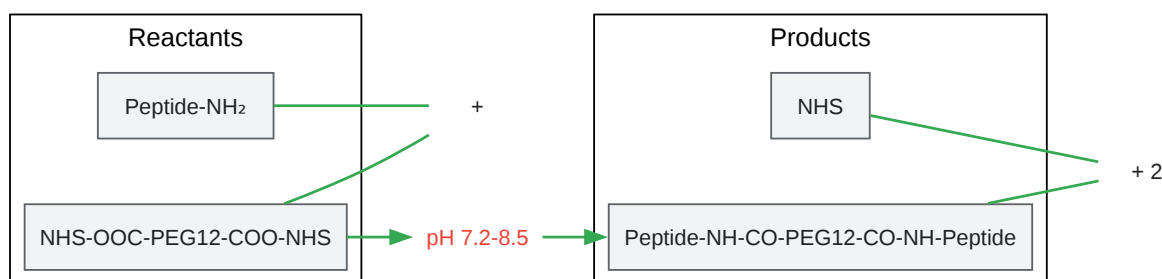 Reactants
Products
Peptide-NH₂
+
NHS
+ 2
NHS-OOC-PEG12-COO-NHS
pH 7.2-8.5
Peptide-NH-CO-PEG12-CO-NH-Peptide